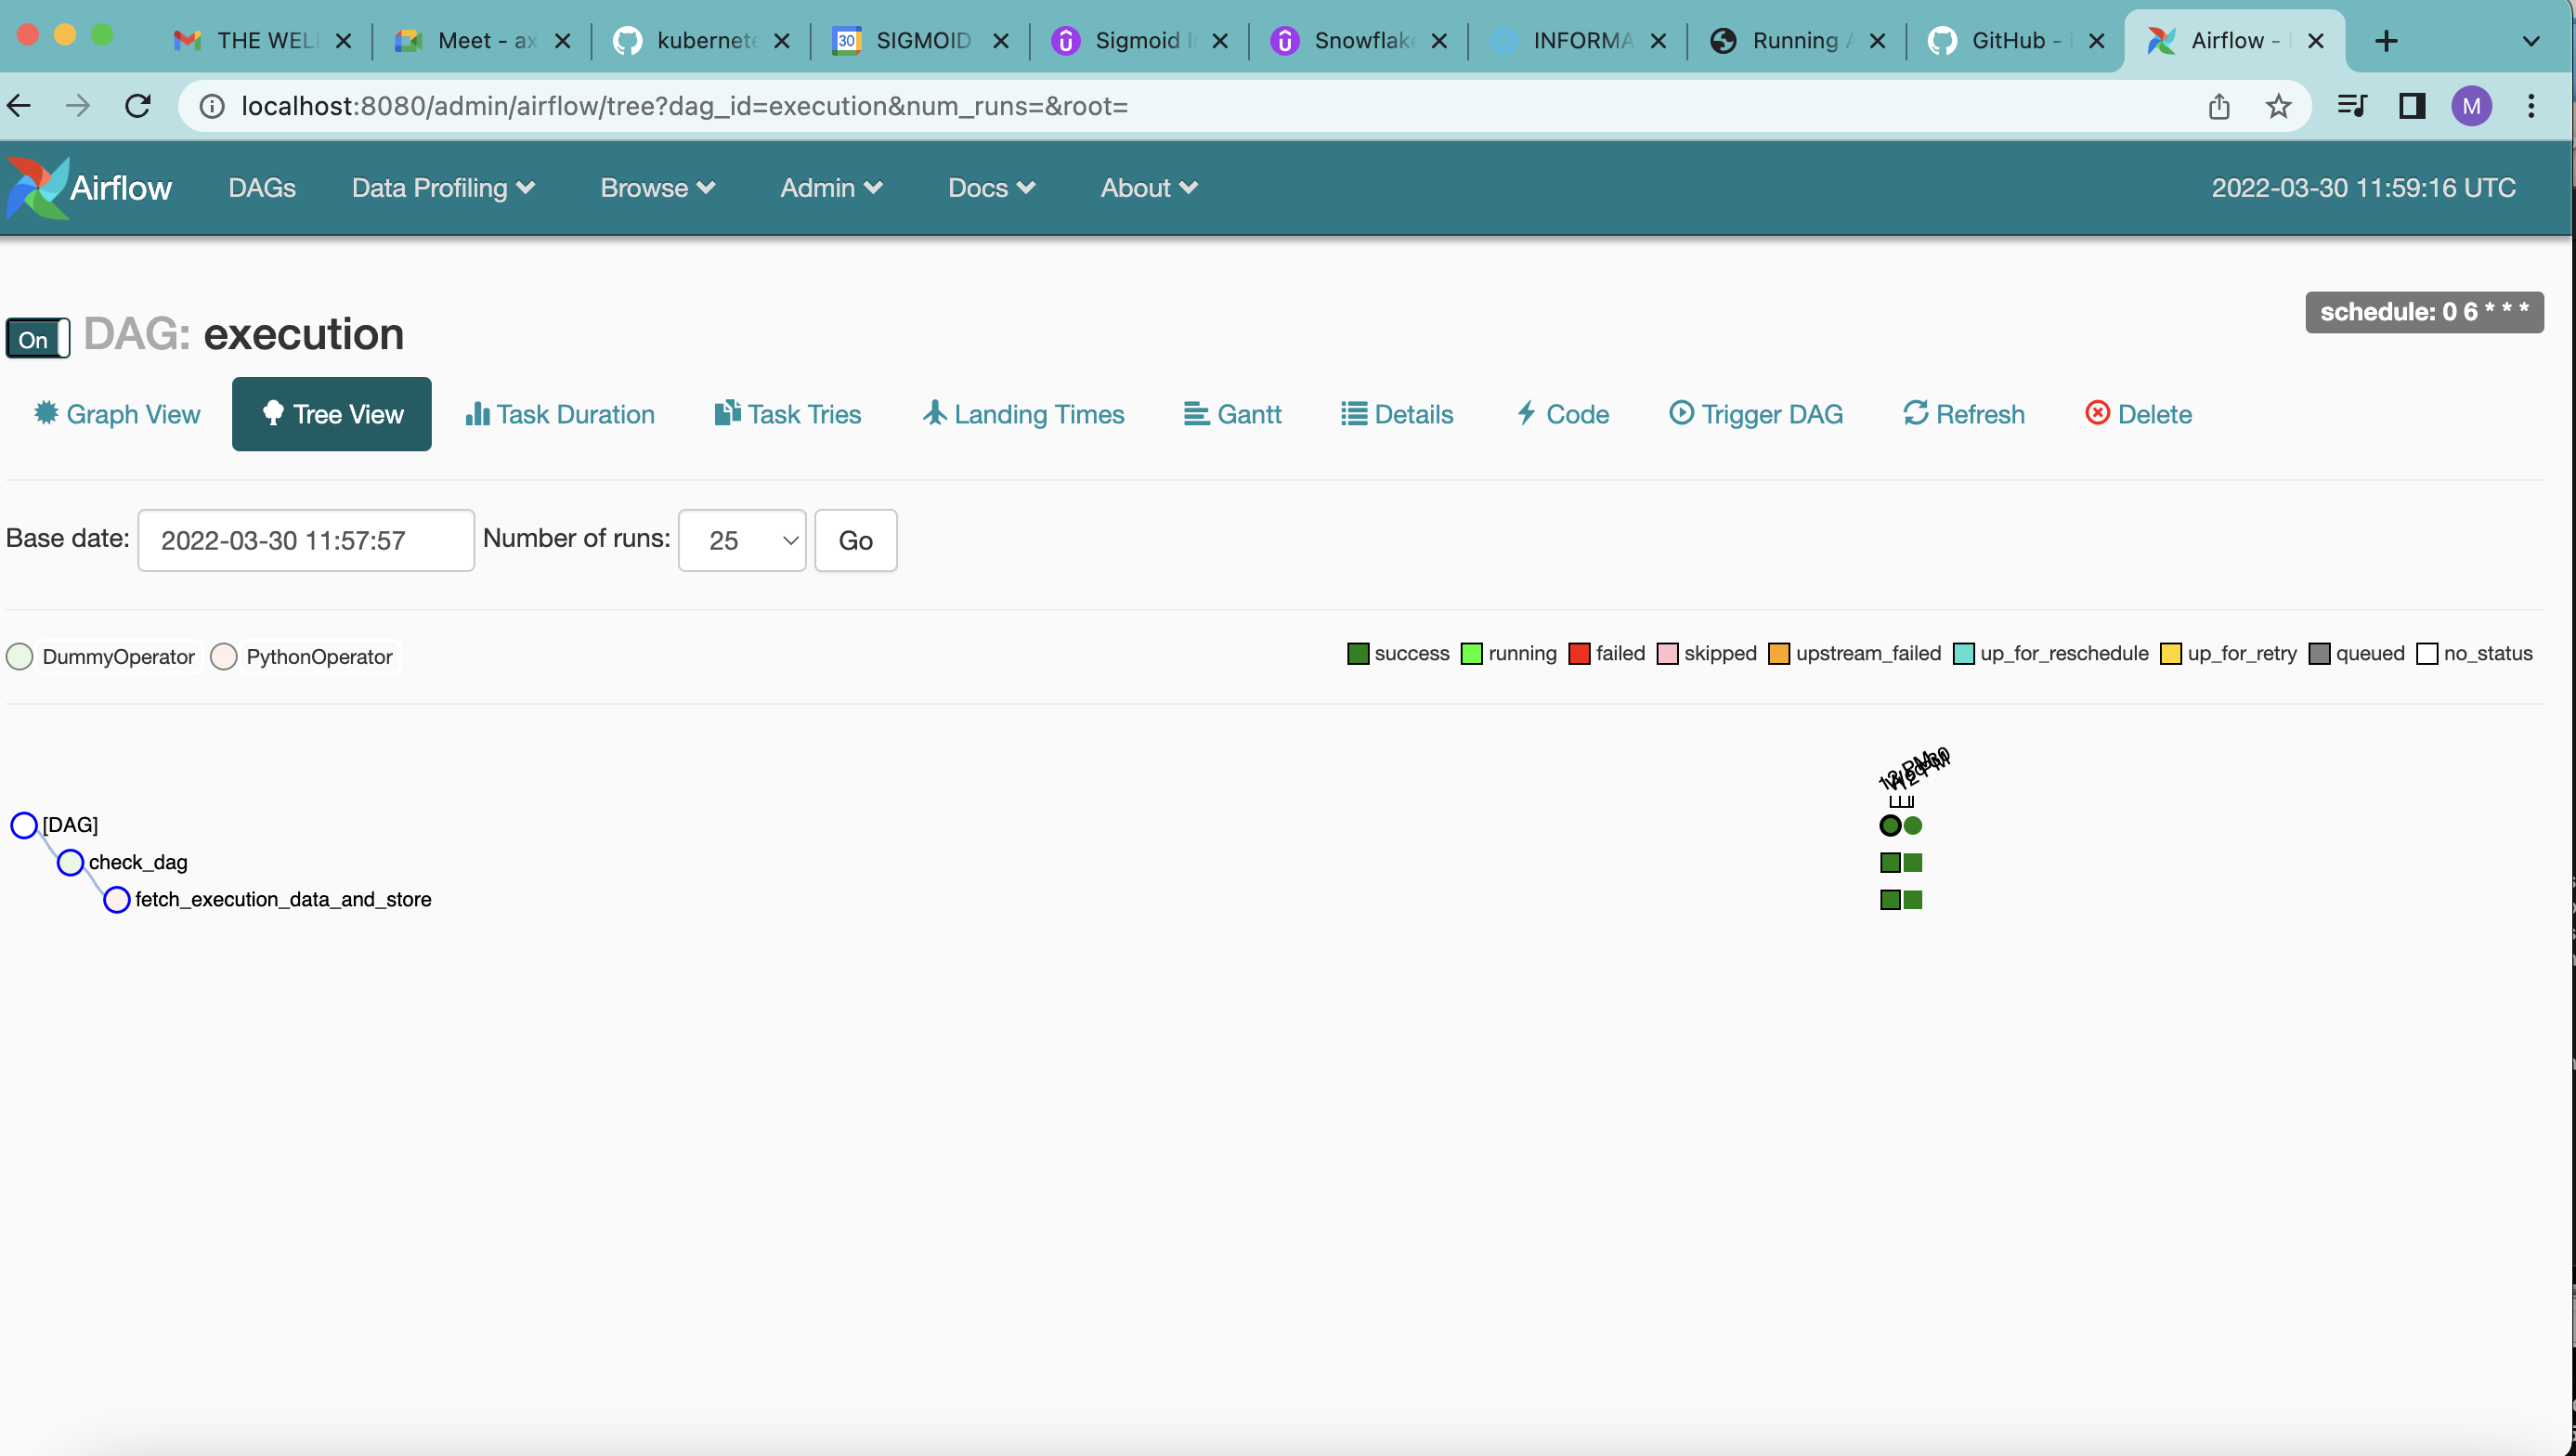 THE WEL
Meet - ax
kubernete
SIGMOID
Sigmoid I
Snowflake
INFORMA
Running A
GitHub - i
Airflow -
30
localhost:8080/admin/airflow/tree?dag_id=execution&num_runs=&root=
M
Airflow
DAGs
Data Profiling
Browse
Admin
Docs
About
2022-03-30 11:59:16 UTC
On
DAG: execution
schedule: 0 6 * * *
Graph View
Tree View
Task Duration
Task Tries
Landing Times
Gantt
Details
Code
Trigger DAG
Refresh
Delete
Base date: 2022-03-30 11:57:57 Number of runs: 25 Go
DummyOperator PythonOperator
success running failed skipped upstream_failed up_for_reschedule up_for_retry queued no_status
[DAG]
check_dag
fetch_execution_data_and_store